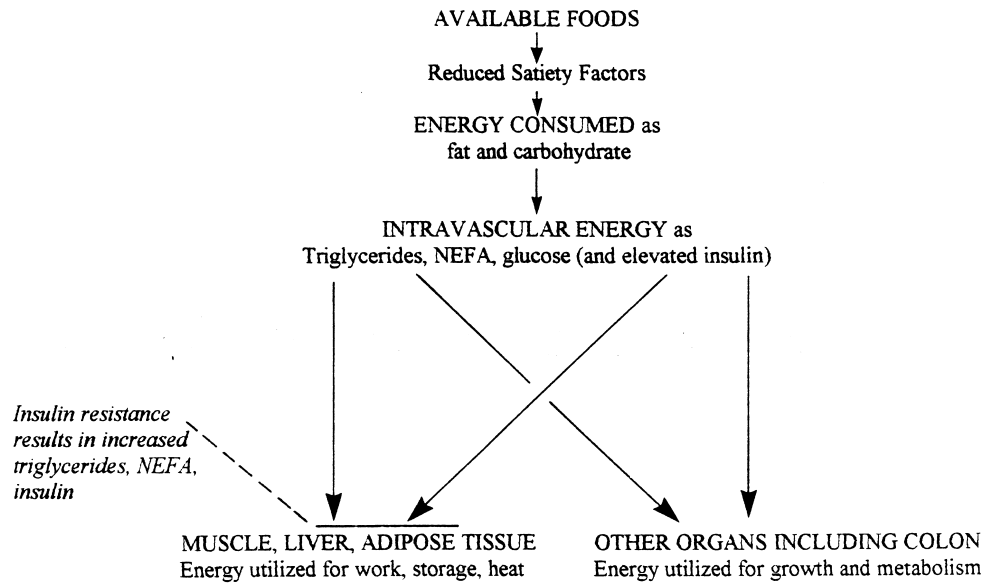 AVAILABLE FOODS
Reduced Satiety Factors
ENERGY CONSUMED as
fat and carbohydrate
INTRAVASCULAR ENERGY as
Triglycerides, NEFA, glucose (and elevated insulin)
Insulin resistance
results in increased
triglycerides, NEFA,
insulin
MUSCLE, LIVER, ADIPOSE TISSUE
Energy utilized for work, storage, heat
OTHER ORGANS INCLUDING COLON
Energy utilized for growth and metabolism